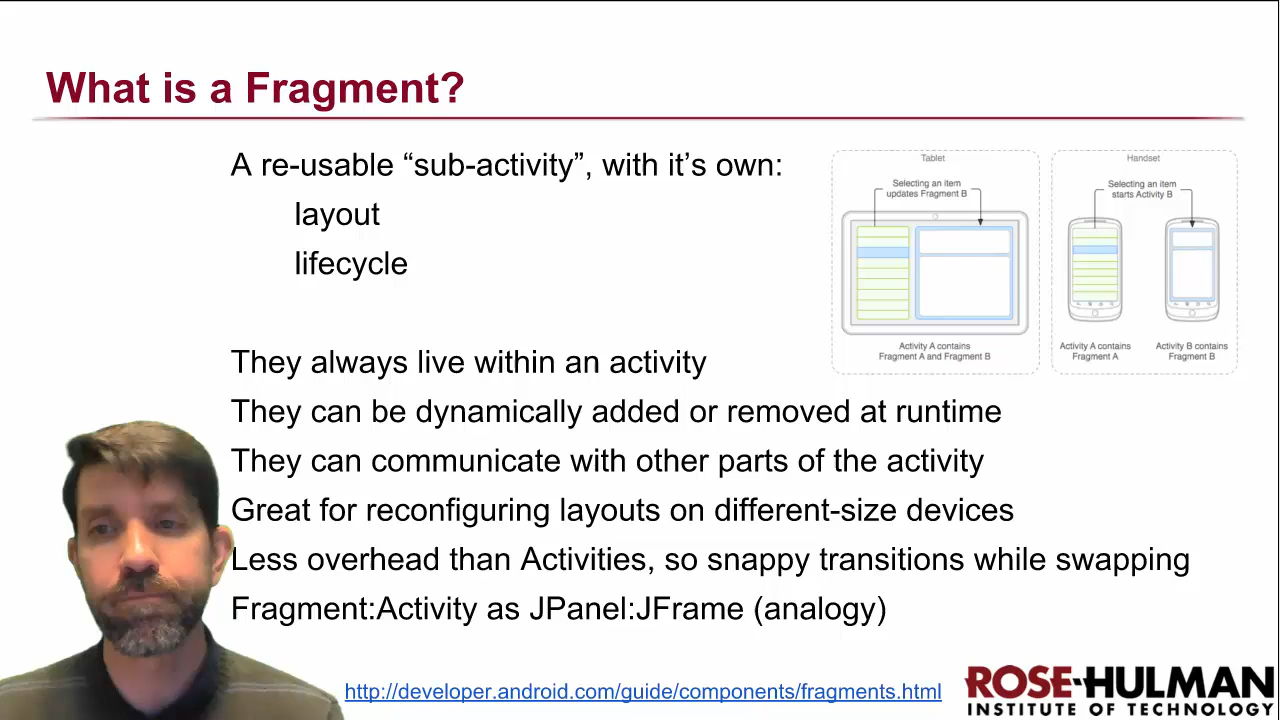 What is a Fragment?
A re-usable “sub-activity”, with it’s own:
layout
lifecycle
They always live within an activity
They can be dynamically added or removed at runtime
They can communicate with other parts of the activity
Great for reconfiguring layouts on different-size devices
Less overhead than Activities, so snappy transitions while swapping
Fragment:Activity as JPanel:JFrame (analogy)
Tablet
Selecting an item
updates Fragment B
Activity A contains
Fragment A and Fragment B
Handset
Selecting an item
starts Activity B
Activity A contains
Fragment A
Activity B contains
Fragment B
http://developer.android.com/guide/components/fragments.html
ROSE-HULMAN
INSTITUTE OF TECHNOLOGY